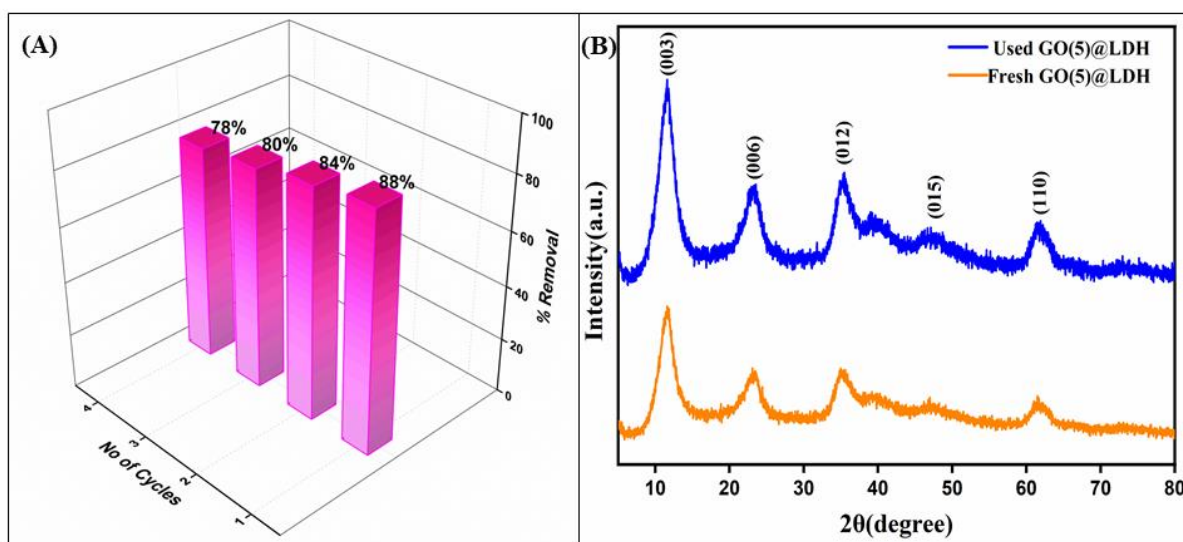 (A)
78%
80%
84%
88%
100
80
60
40
20
0
% Removal
4
3
2
1
No of Cycles
(B)
Used GO(5)@LDH
Fresh GO(5)@LDH
(003)
(006)
(012)
(015)
(110)
Intensity(a.u.)
10 20 30 40 50 60 70 80
2θ(degree)